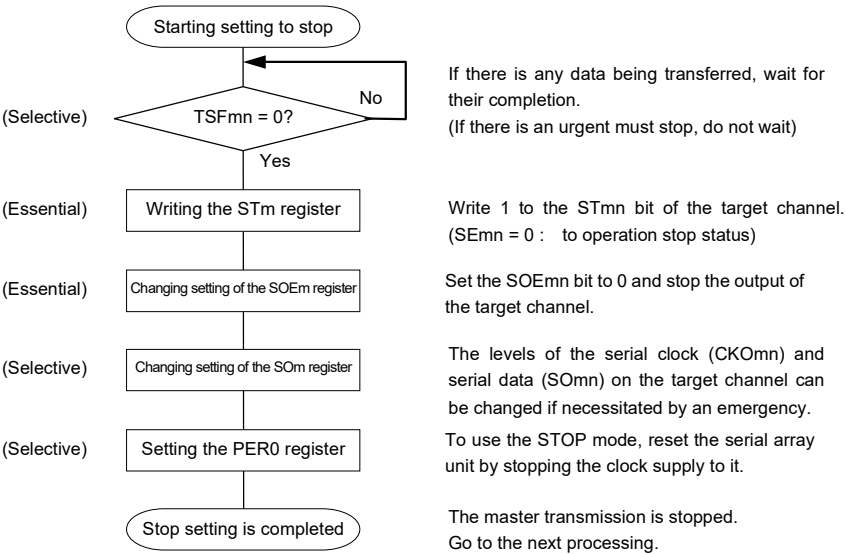 Starting setting to stop
No
If there is any data being transferred, wait for
their completion.
(If there is an urgent must stop, do not wait)
(Selective)
TSFmn = 0?
Yes
(Essential)
Writing the STm register
Write 1 to the STmn bit of the target channel.
(SEmn = 0 : to operation stop status)
(Essential)
Changing setting of the SOEm register
Set the SOEmn bit to 0 and stop the output of
the target channel.
(Selective)
Changing setting of the SOm register
The levels of the serial clock (CKOmn) and
serial data (SOmn) on the target channel can
be changed if necessitated by an emergency.
(Selective)
Setting the PER0 register
To use the STOP mode, reset the serial array
unit by stopping the clock supply to it.
Stop setting is completed
The master transmission is stopped.
Go to the next processing.